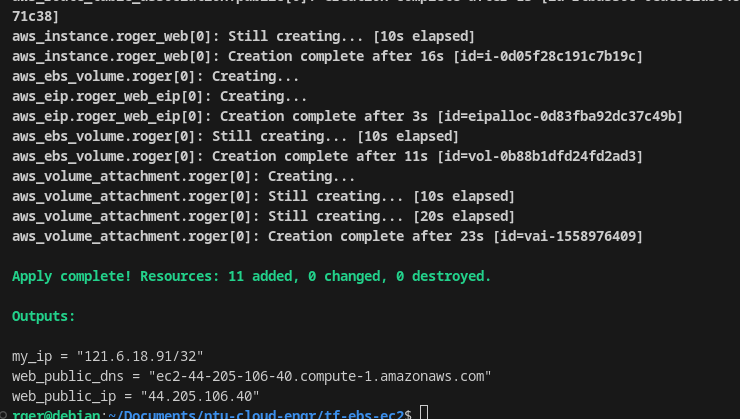 71c38]
aws_instance.roger_web[0]: Still creating... [10s elapsed]
aws_instance.roger_web[0]: Creation complete after 16s [id=i-0d05f28c191c7b19c]
aws_ebs_volume.roger[0]: Creating...
aws_eip.roger_web_eip[0]: Creating...
aws_eip.roger_web_eip[0]: Creation complete after 3s [id=eipalloc-0d83fba92dc37c49b]
aws_ebs_volume.roger[0]: Still creating... [10s elapsed]
aws_ebs_volume.roger[0]: Creation complete after 11s [id=vol-0b88b1dfd24fd2ad3]
aws_volume_attachment.roger[0]: Creating...
aws_volume_attachment.roger[0]: Still creating... [10s elapsed]
aws_volume_attachment.roger[0]: Still creating... [20s elapsed]
aws_volume_attachment.roger[0]: Creation complete after 23s [id=vai-1558976409]
Apply complete! Resources: 11 added, 0 changed, 0 destroyed.
Outputs:
my_ip = "121.6.18.91/32"
web_public_dns = "ec2-44-205-106-40.compute-1.amazonaws.com"
web_public_ip = "44.205.106.40"
rger@debian:~/Documents/ntu-cloud-engr/tf-ebs-ec2$